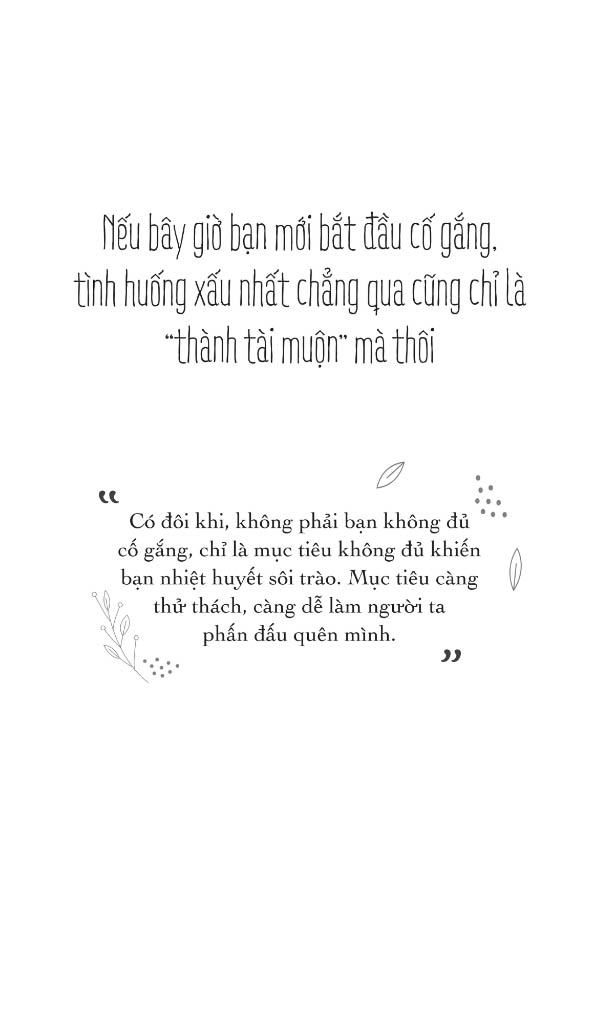 Nếu bây giờ bạn mới bắt đầu cố gắng,
tình huống xấu nhất chẳng qua cũng chỉ là
“thành tài muộn” mà thôi
“
Có đôi khi, không phải bạn không đủ
cố gắng, chỉ là mục tiêu không đủ khiến
bạn nhiệt huyết sôi trào. Mục tiêu càng
thử thách, càng dễ làm người ta
phấn đấu quên mình.
”